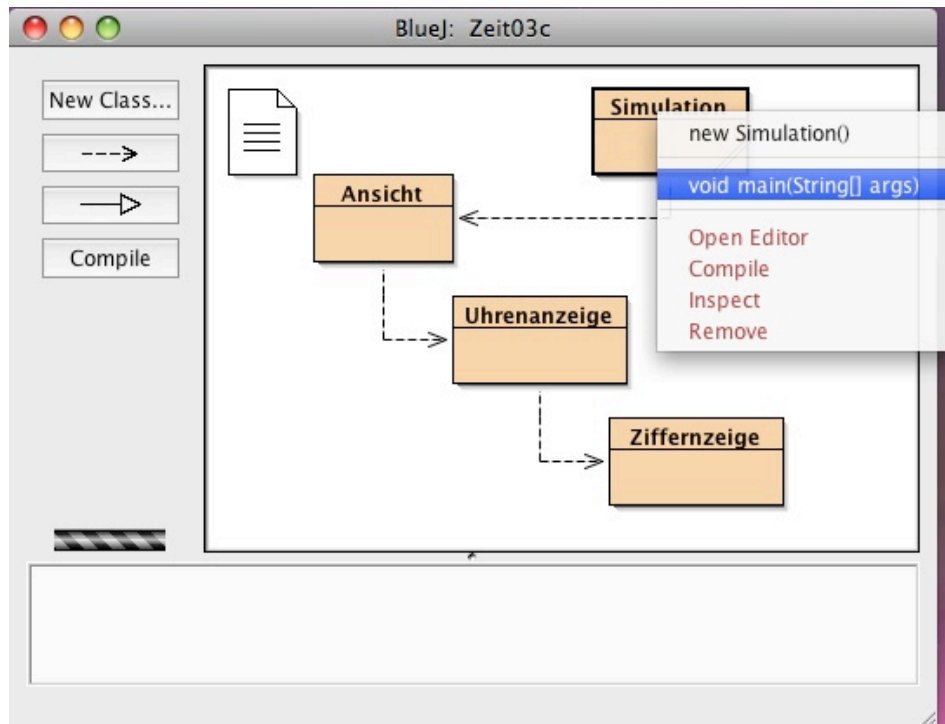 BlueJ: Zeit03c
New Class...
Compile
Simulation
new Simulation()
void main(String[] args)
Open Editor
Compile
Inspect
Remove
Ansicht
Uhrenanzeige
Ziffernzeige